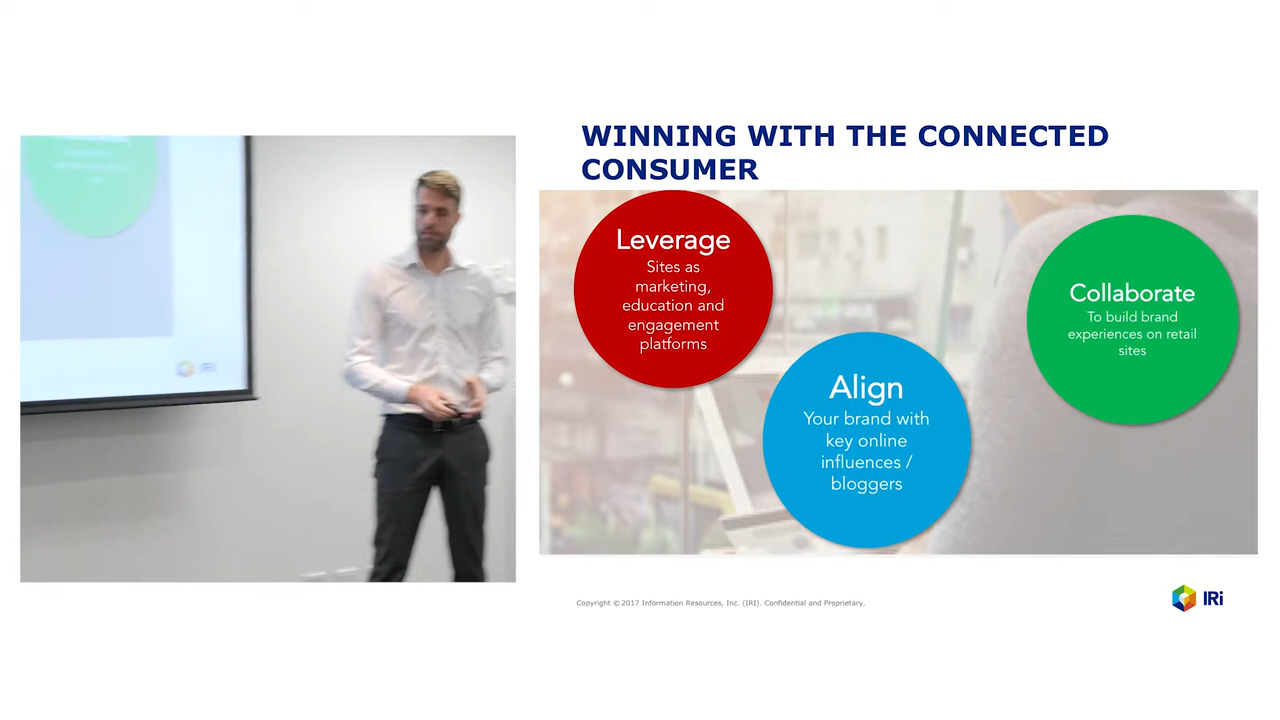 WINNING WITH THE CONNECTED
CONSUMER
Leverage
Sites as
marketing,
education and
engagement
platforms
Align
Your brand with
key online
influences /
bloggers
Collaborate
To build brand
experiences on retail
sites
Copyright © 2017 Information Resources, Inc. (IRI). Confidential and Proprietary.
IRi
IRi